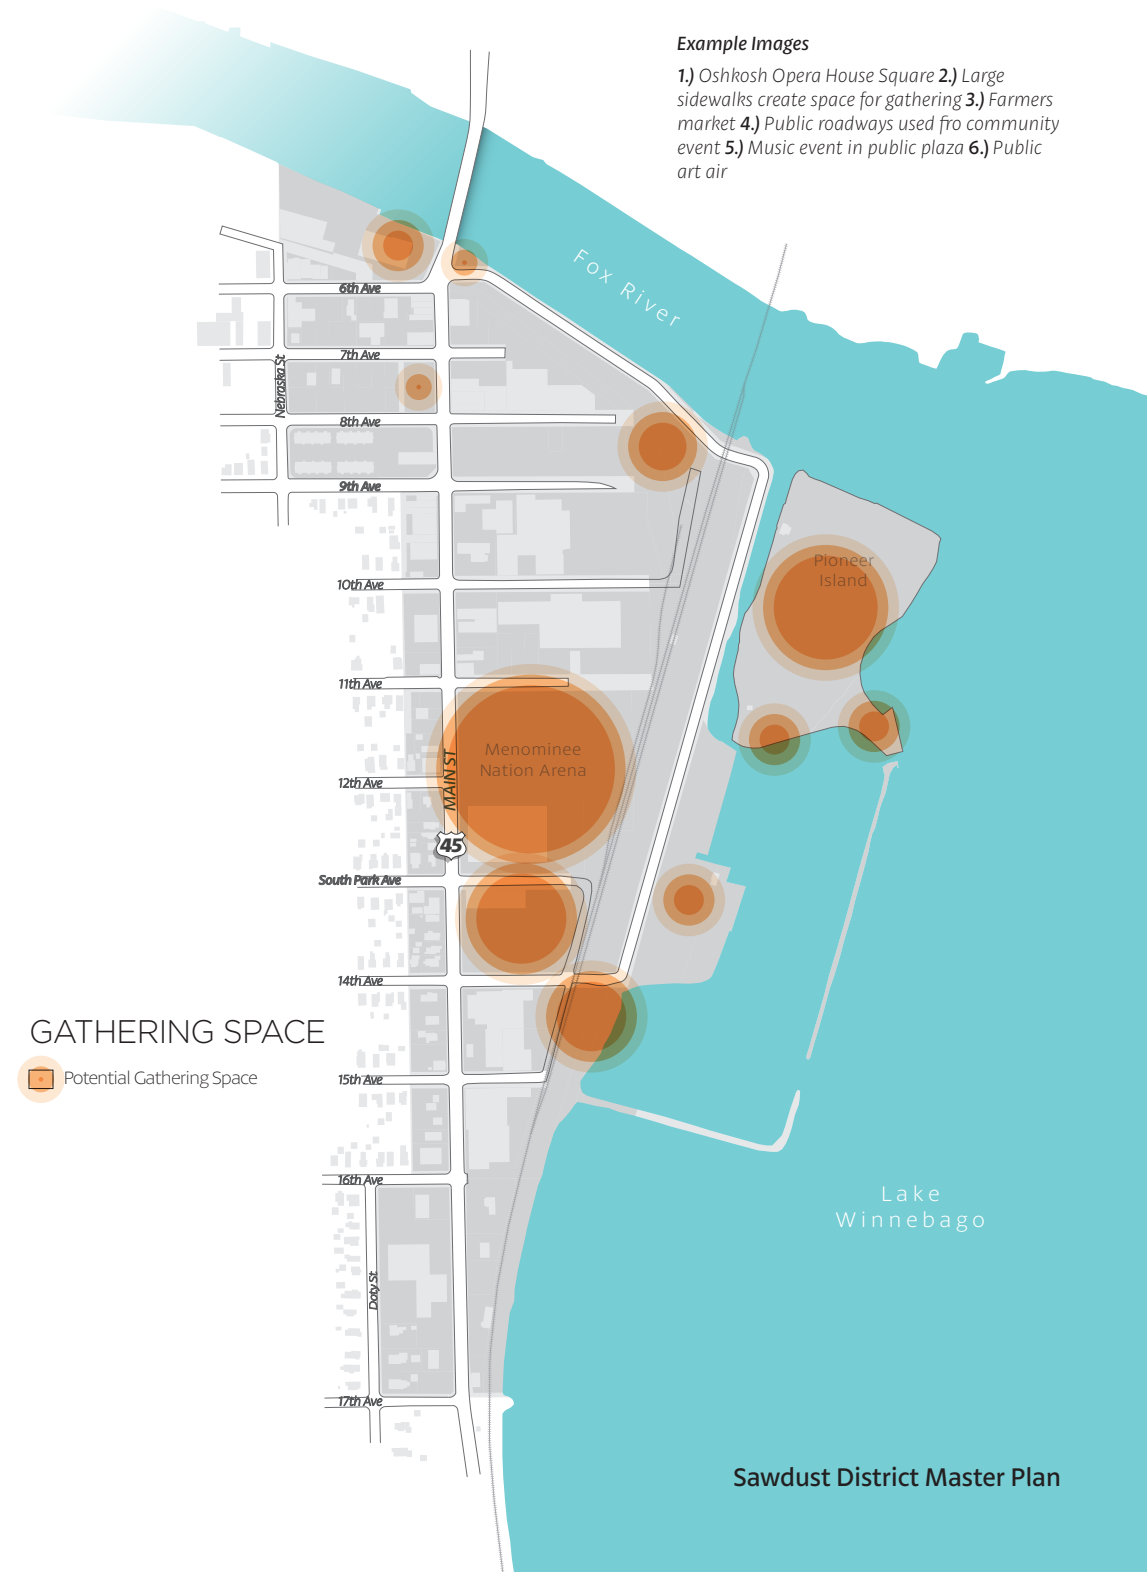 Example Images
1.) Oshkosh Opera House Square 2.) Large
sidewalks create space for gathering 3.) Farmers
market 4.) Public roadways used fro community
event 5.) Music event in public plaza 6.) Public
art air
Fox River
6th Ave
7th Ave
Nebraska St
8th Ave
9th Ave
Pioneer
Island
10th Ave
11th Ave
MAIN ST
Menominee
Nation Arena
12th Ave
45
South Park Ave
14th Ave
GATHERING SPACE
Potential Gathering Space
15th Ave
16th Ave
Lake
Winnebago
Doty St
17th Ave
Sawdust District Master Plan